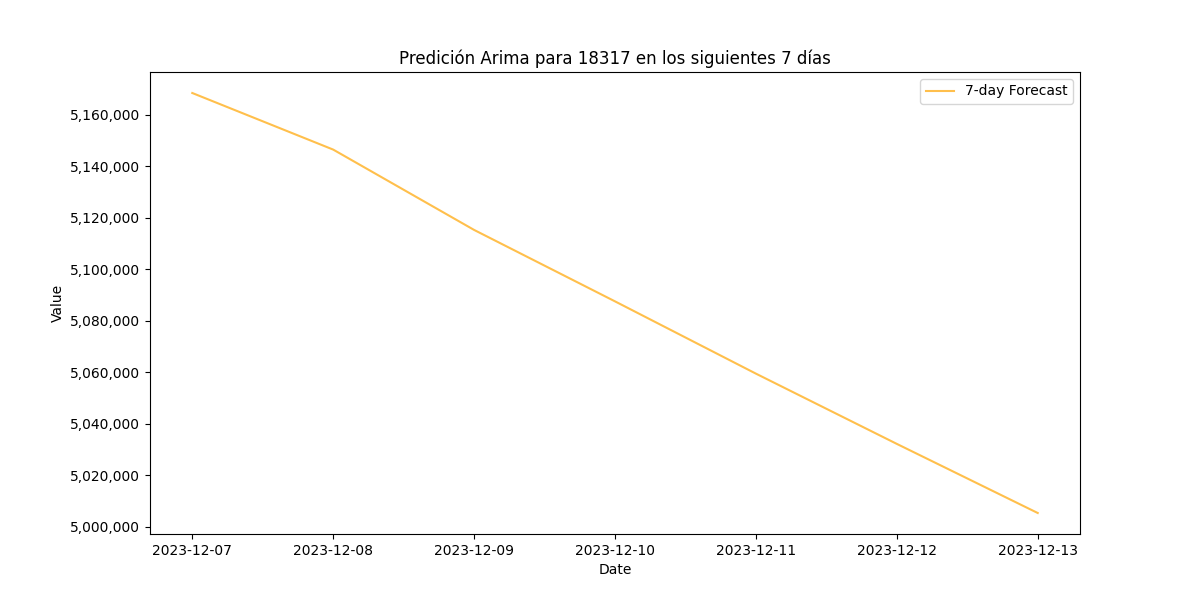 Predición Arima para 18317 en los siguientes 7 días
7-day Forecast
Value
5,160,000
5,140,000
5,120,000
5,100,000
5,080,000
5,060,000
5,040,000
5,020,000
5,000,000
2023-12-07 2023-12-08 2023-12-09 2023-12-10 2023-12-11 2023-12-12 2023-12-13
Date